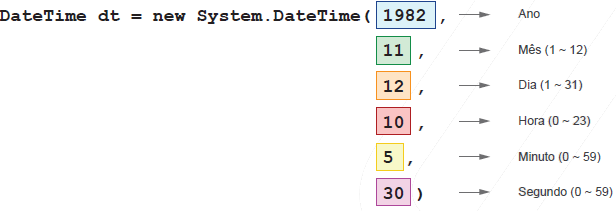 DateTime dt = new System.DateTime( 1982 , Ano
11 , Mês (1 ~ 12)
12 , Dia (1 ~ 31)
10 , Hora (0 ~ 23)
5 , Minuto (0 ~ 59)
30 ) Segundo (0 ~ 59)